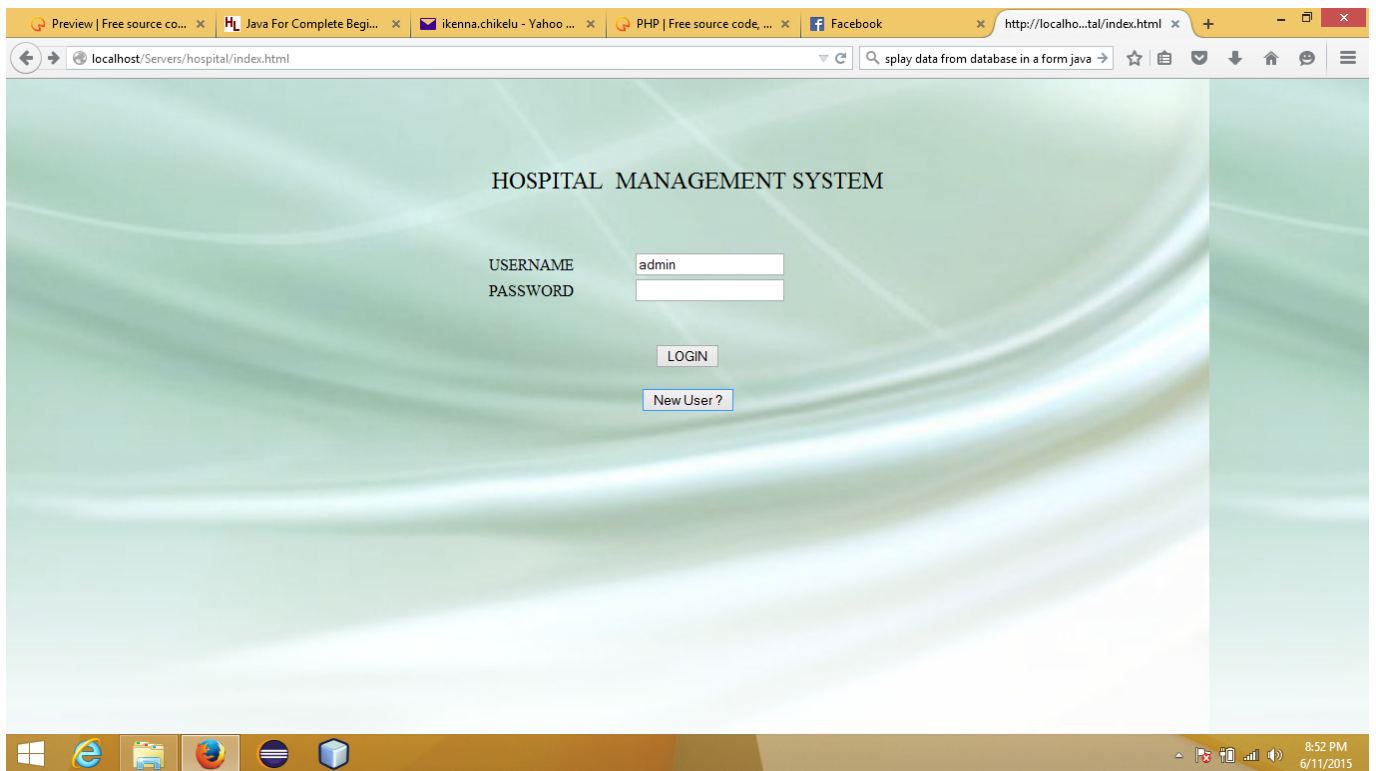 Preview | Free source co... × HL Java For Complete Begi... × ikenna.chikelu - Yahoo ... × PHP | Free source code, ... × Facebook × http://localho...tal/index.html × +
localhost/Servers/hospital/index.html splay data from database in a form java
HOSPITAL MANAGEMENT SYSTEM
USERNAME admin
PASSWORD
LOGIN
New User ?
8:52 PM
6/11/2015